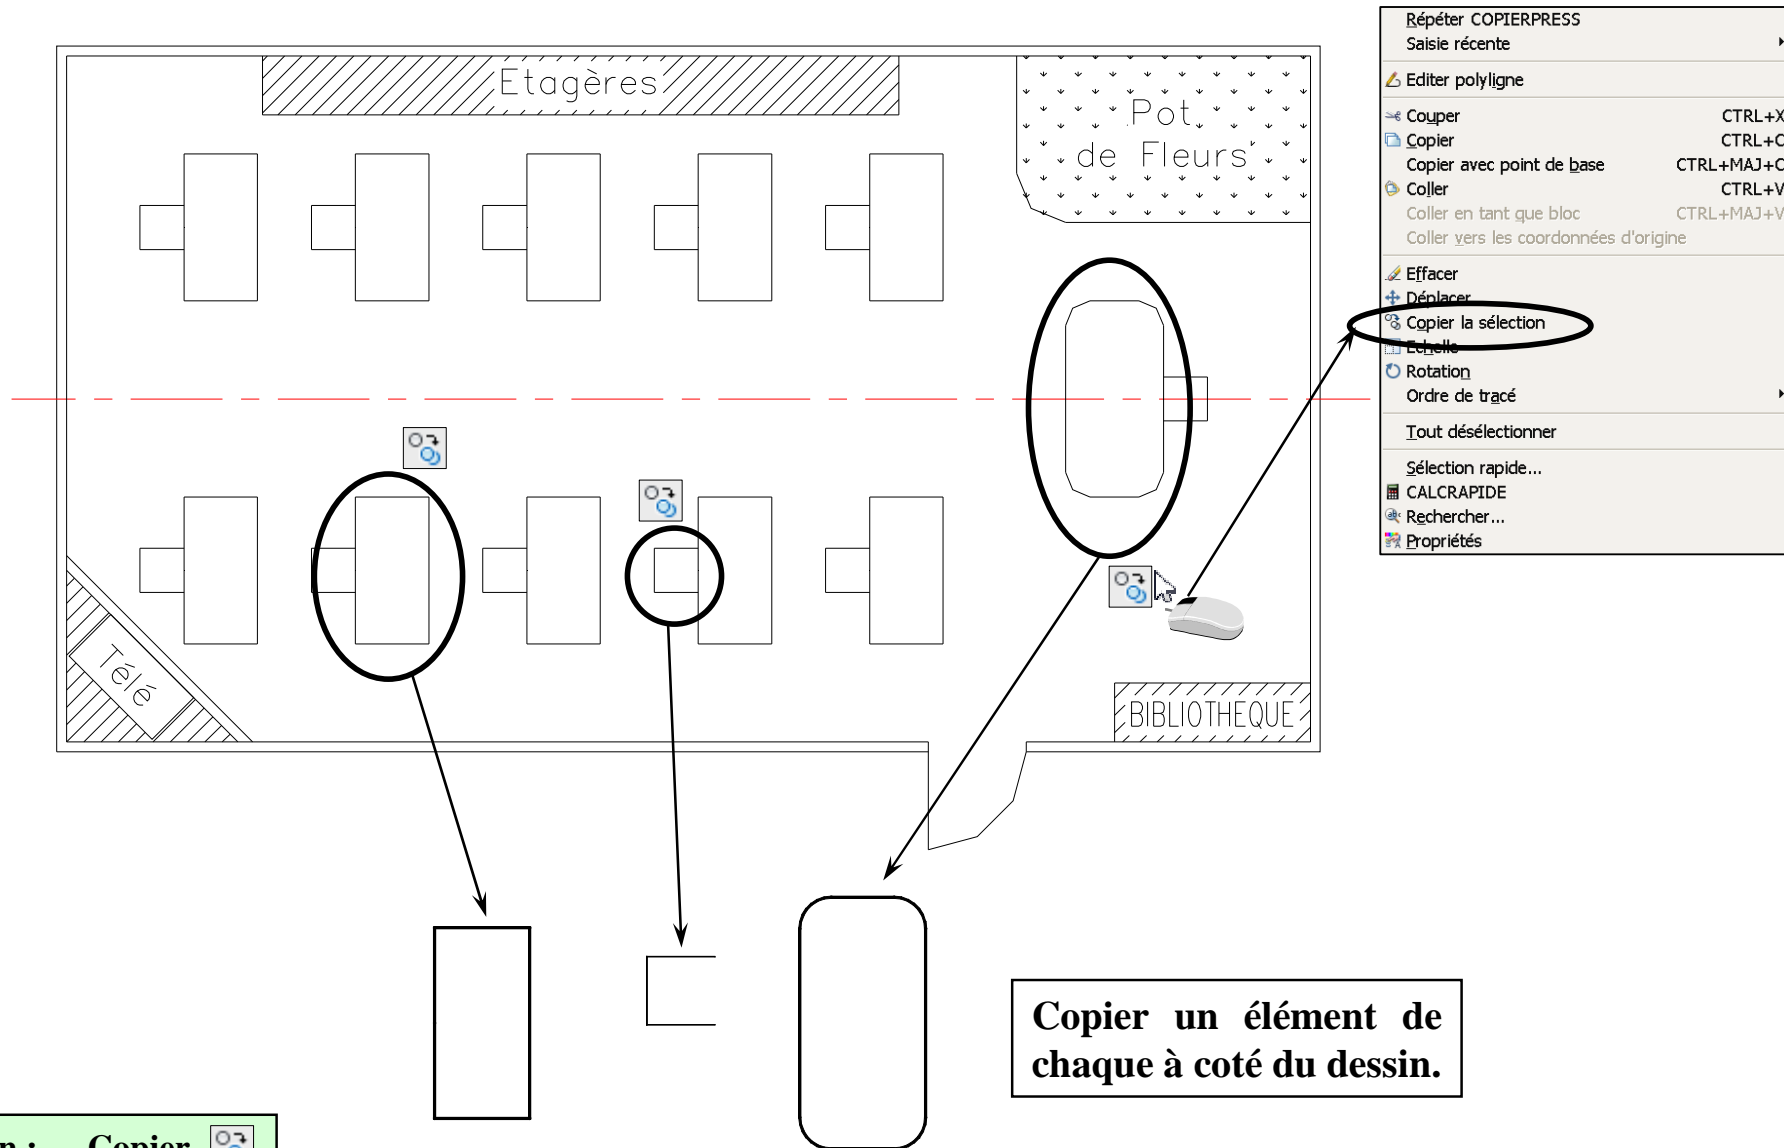 Etagères
Pot
de Fleurs
Télé
BIBLIOTHEQUE
Répéter COPIERPRESS
Saisie récente
Editer polyligne
Couper CTRL+X
Copier CTRL+C
Copier avec point de base CTRL+MAJ+C
Coller CTRL+V
Coller en tant que bloc CTRL+MAJ+V
Coller vers les coordonnées d'origine
Effacer
Déplacer
Copier la sélection
Echelle
Rotation
Ordre de tracé
Tout désélectionner
Sélection rapide...
CALCRAPIDE
Rechercher...
Propriétés
Copier un élément de
chaque à coté du dessin.
: Copier